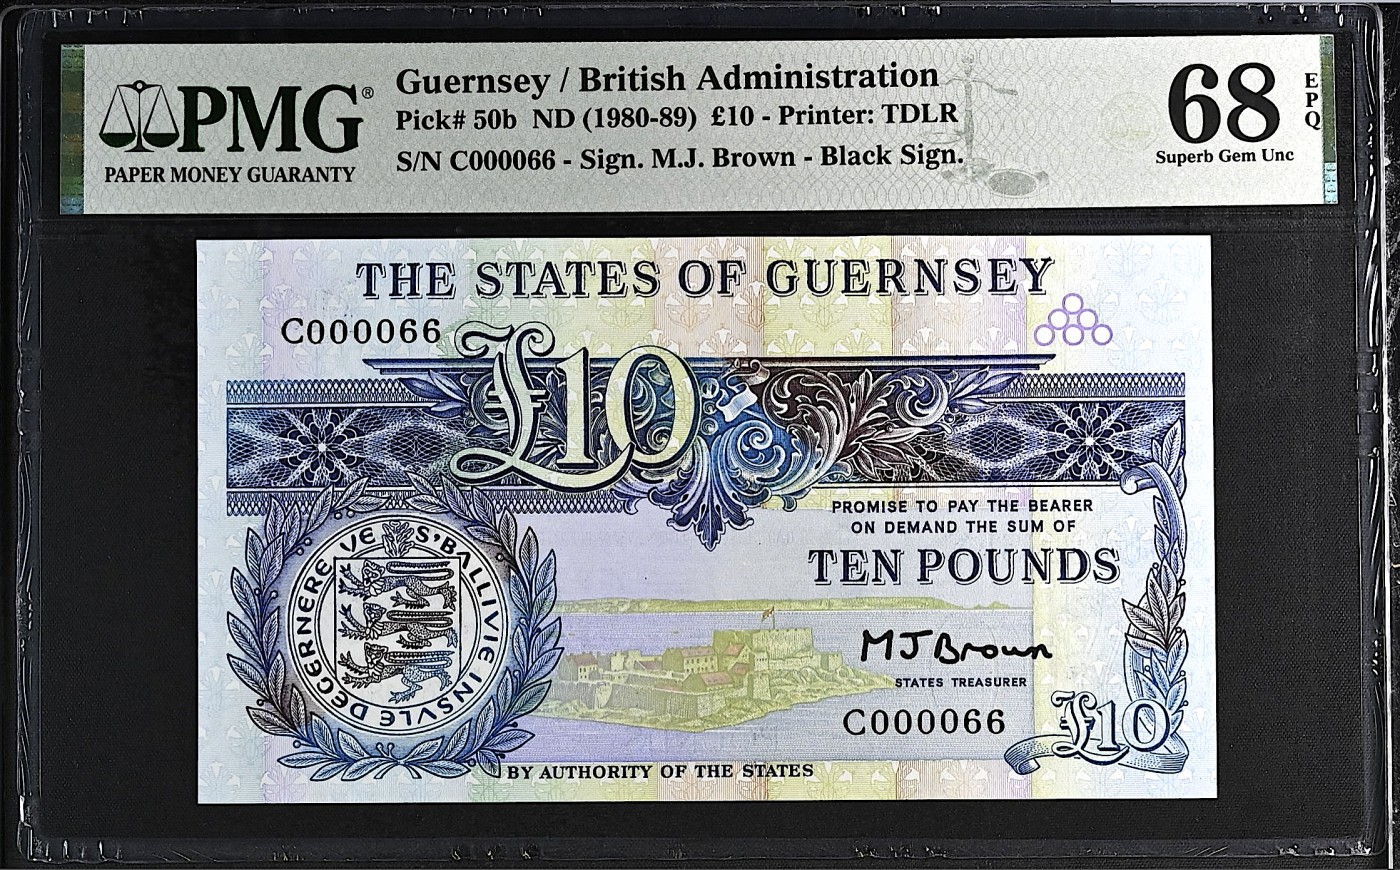 PMG®
PAPER MONEY GUARANTY
Guernsey / British Administration
Pick# 50b ND (1980-89) £10 - Printer: TDLR
S/N C000066 - Sign. M.J. Brown - Black Sign.
68
EPQ
Superb Gem Unc
THE STATES OF GUERNSEY
C000066
£10
PROMISE TO PAY THE BEARER
ON DEMAND THE SUM OF
TEN POUNDS
S'BALLIVIE INSVLE DEGERNEREVE
MJ Brown
STATES TREASURER
C000066
£10
BY AUTHORITY OF THE STATES